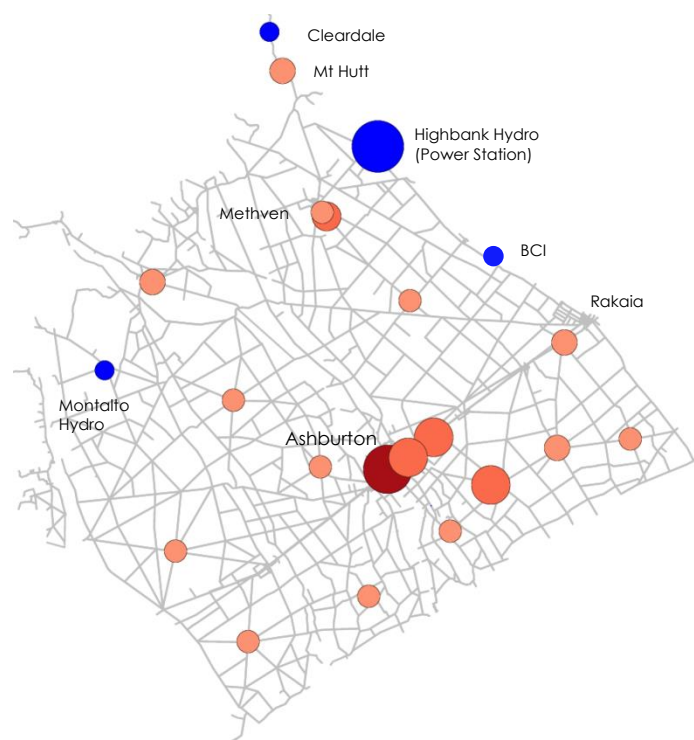 Cleardale
Mt Hutt
Highbank Hydro
(Power Station)
Methven
BCI
Rakaia
Montalto
Hydro
Ashburton